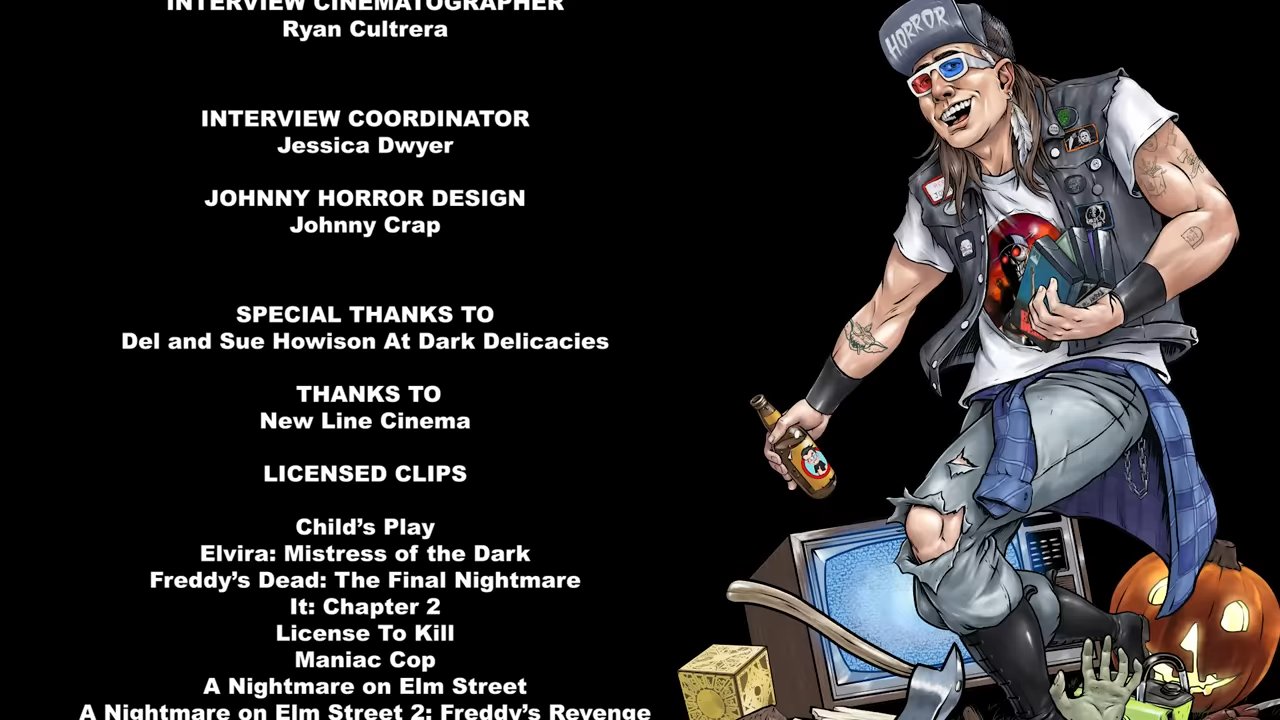 INTERVIEW CINEMATOGRAPHER
Ryan Cultrera
INTERVIEW COORDINATOR
Jessica Dwyer
JOHNNY HORROR DESIGN
Johnny Crap
SPECIAL THANKS TO
Del and Sue Howison At Dark Delicacies
THANKS TO
New Line Cinema
LICENSED CLIPS
Child's Play
Elvira: Mistress of the Dark
Freddy's Dead: The Final Nightmare
It: Chapter 2
License To Kill
Maniac Cop
A Nightmare on Elm Street
A Nightmare on Elm Street 2: Freddy's Revenge
HORROR